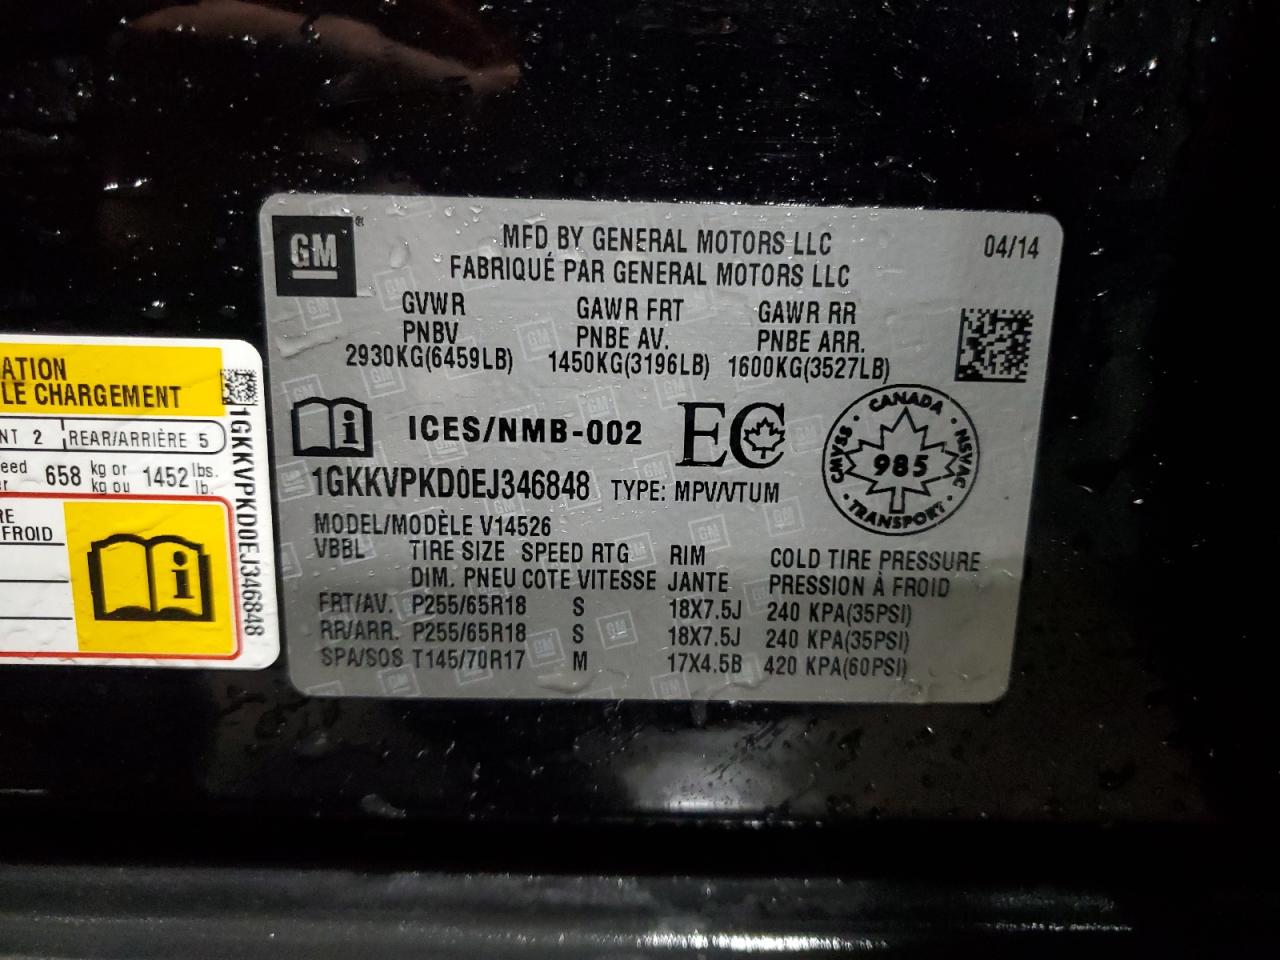 GM ®
MFD BY GENERAL MOTORS LLC
FABRIQUÉ PAR GENERAL MOTORS LLC
04/14
GVWR GAWR FRT GAWR RR
PNBV PNBE AV. PNBE ARR.
2930KG(6459LB) 1450KG(3196LB) 1600KG(3527LB)
i ICES/NMB-002 EC
CANADA
CMVSS 985 NSVAC
TRANSPORT
1GKKVPKD0EJ346848 TYPE: MPV/VTUM
MODEL/MODÈLE V14526
VBBL TIRE SIZE SPEED RTG RIM COLD TIRE PRESSURE
DIM. PNEU COTE VITESSE JANTE PRESSION À FROID
FRT/AV. P255/65R18 S 18X7.5J 240 KPA(35PSI)
RR/ARR. P255/65R18 S 18X7.5J 240 KPA(35PSI)
SPA/SOS T145/70R17 M 17X4.5B 420 KPA(60PSI)
ATION
LE CHARGEMENT
NT 2 REAR/ARRIÈRE 5
eed 658 kg or 1452 lbs.
er kg ou lb.
RE
FROID
i
1GKKVPKD0EJ346848